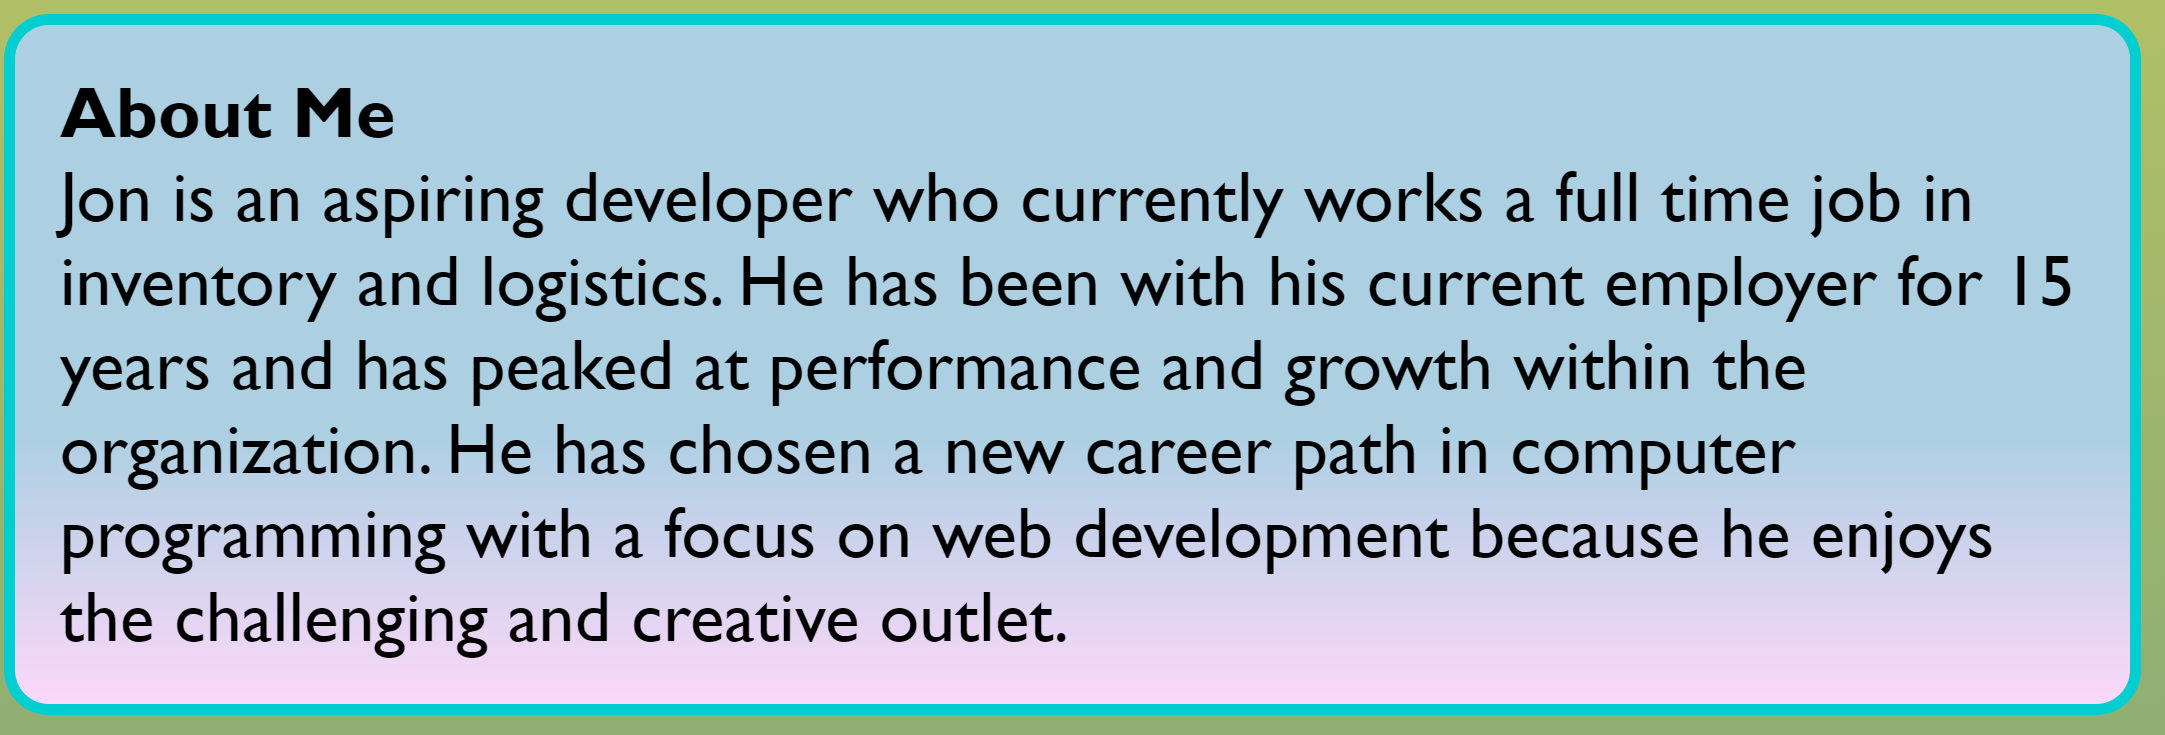 About Me
Jon is an aspiring developer who currently works a full time job in
inventory and logistics. He has been with his current employer for 15
years and has peaked at performance and growth within the
organization. He has chosen a new career path in computer
programming with a focus on web development because he enjoys
the challenging and creative outlet.